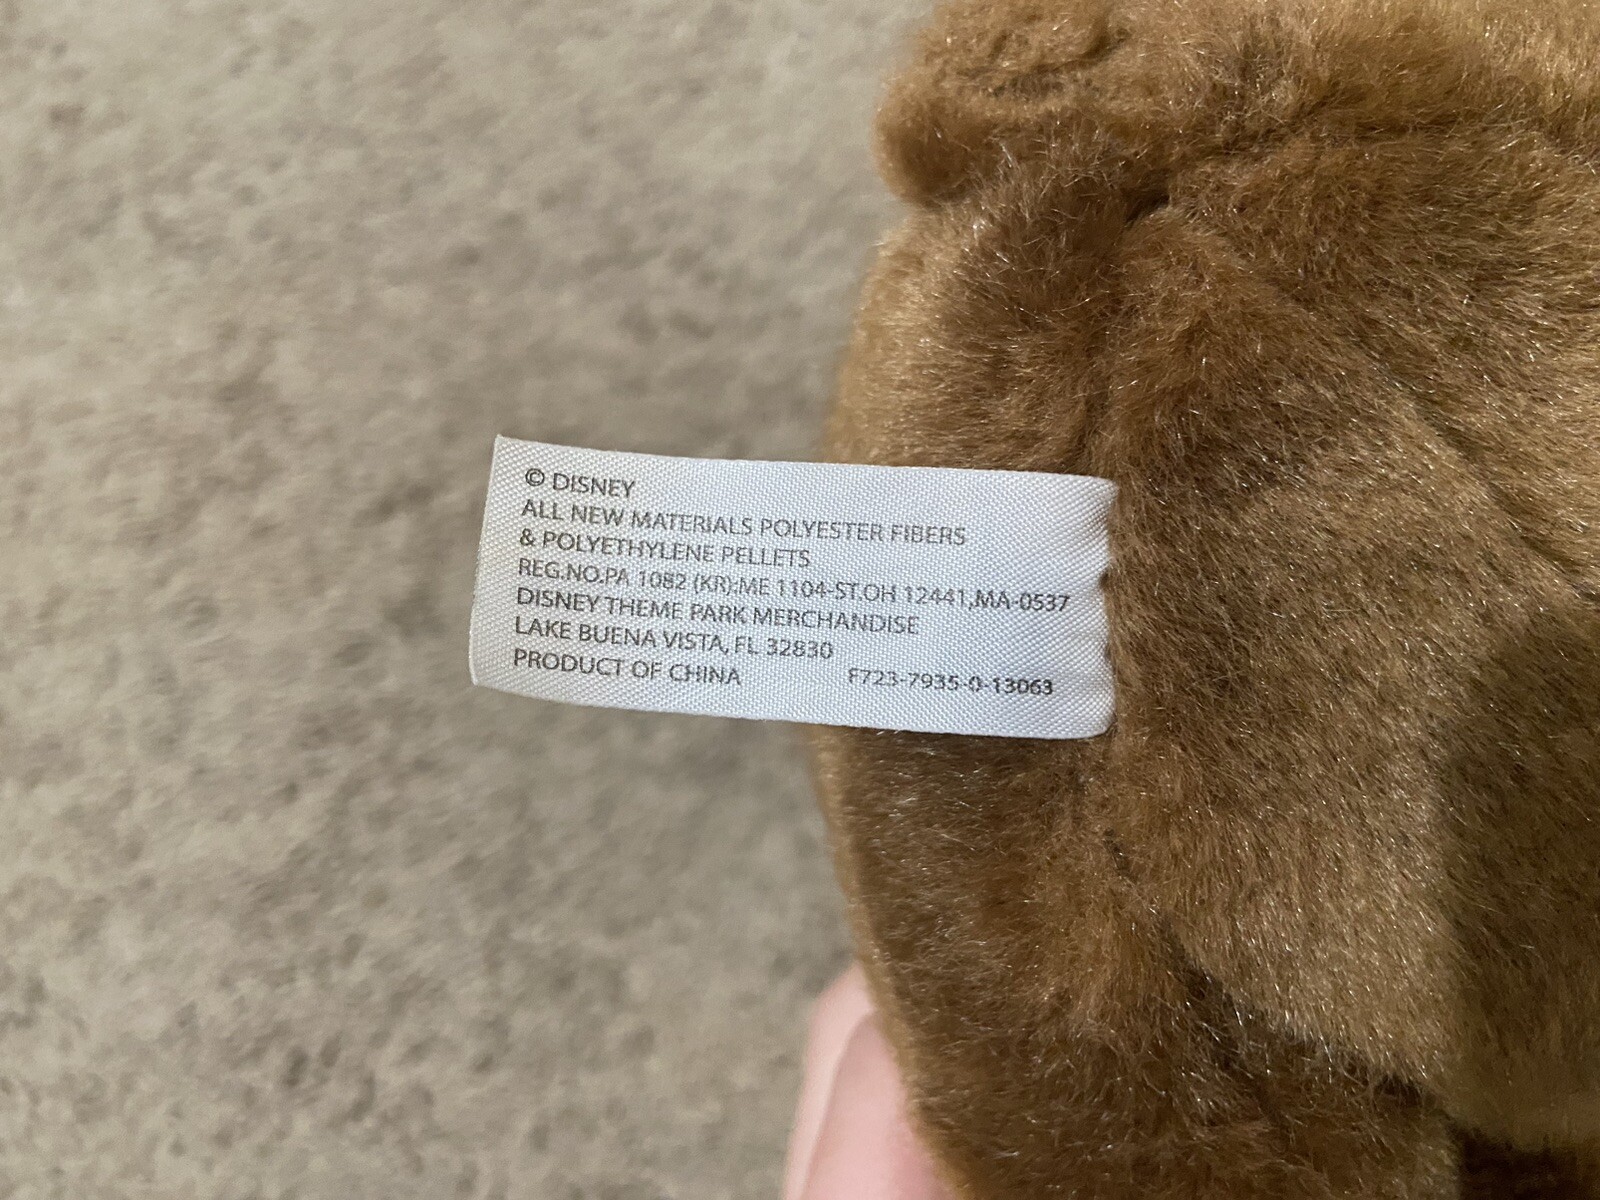 © DISNEY
ALL NEW MATERIALS POLYESTER FIBERS
& POLYETHYLENE PELLETS
REG.NO.PA 1082 (KR):ME 1104-ST.OH 12441,MA-0537
DISNEY THEME PARK MERCHANDISE
LAKE BUENA VISTA, FL 32830
PRODUCT OF CHINA F723-7935-0-13063